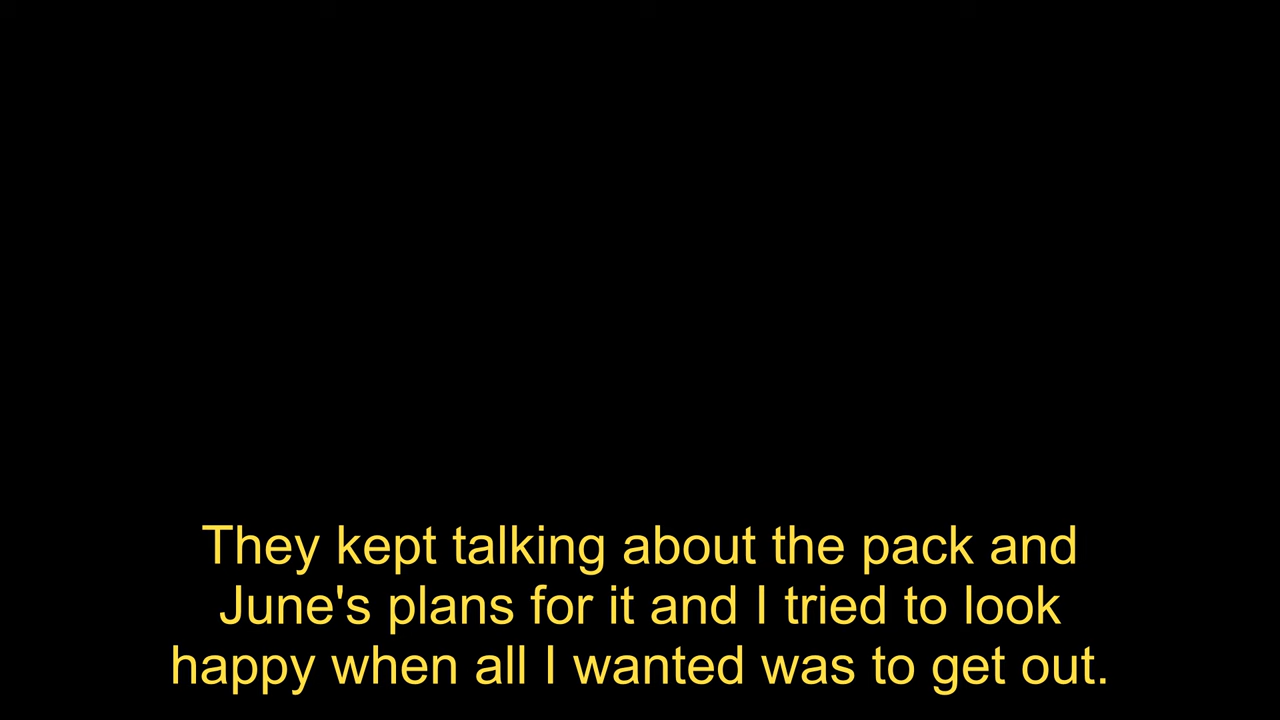 They kept talking about the pack and
June's plans for it and I tried to look
happy when all I wanted was to get out.